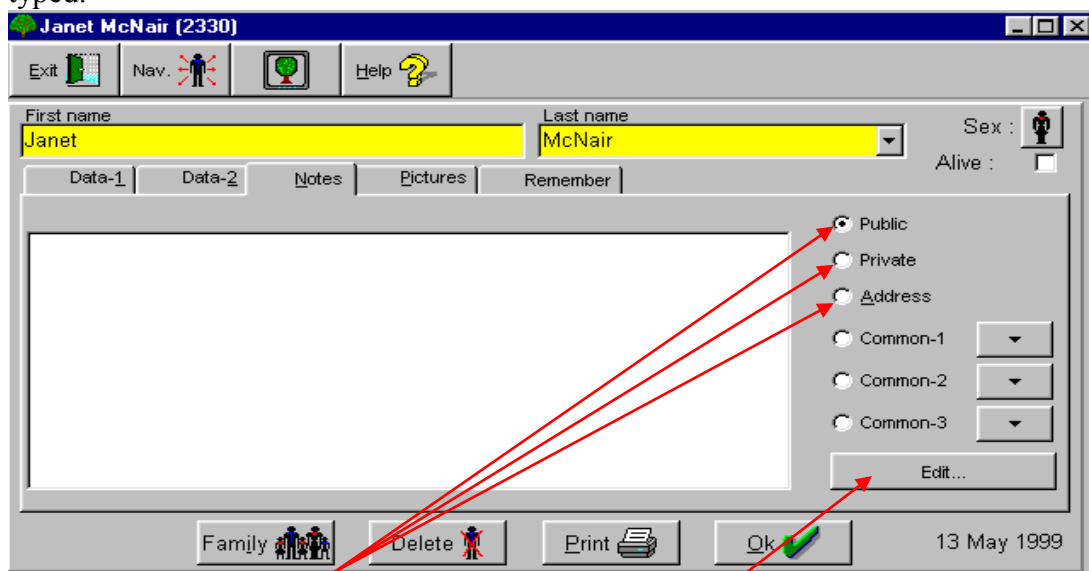 typed.
Janet McNair (2330)
Exit Nav. Help
First name Last name
Janet McNair
Sex :
Alive :
Data-1 Data-2 Notes Pictures Remember
Public
Private
Address
Common-1
Common-2
Common-3
Edit...
Family Delete Print Ok 13 May 1999